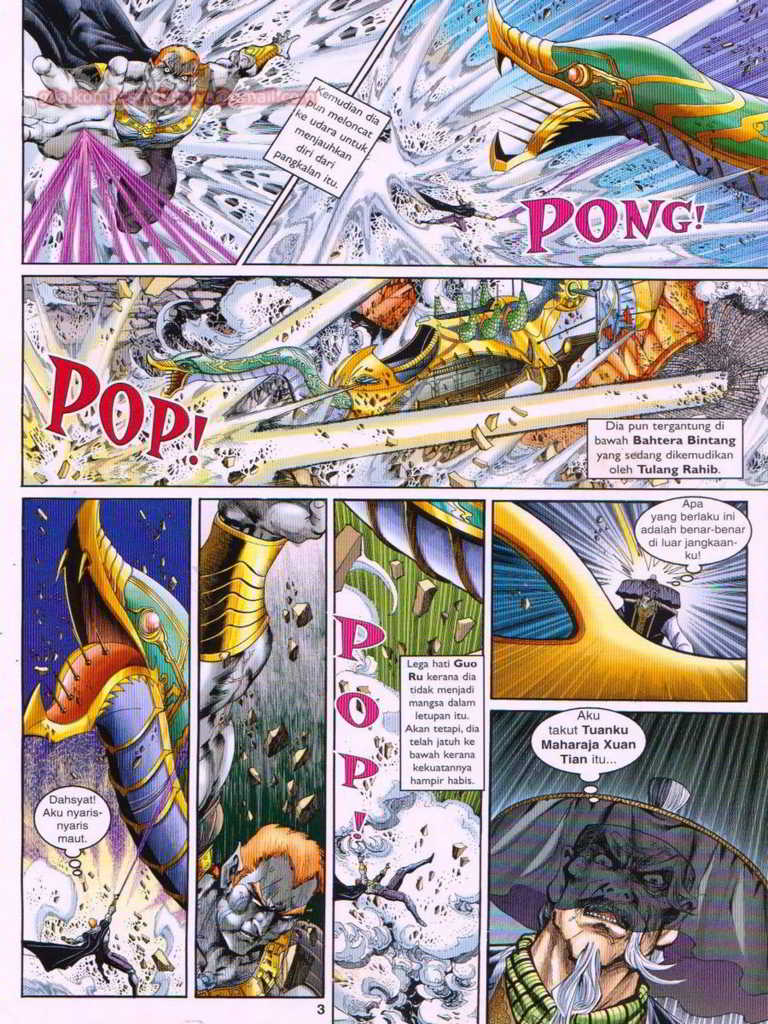 Kemudian dia
pun meloncat
ke udara untuk
menjauhkan
diri dari
pangkalan itu.
PONG!
POP!
Dia pun tergantung di
bawah Bahtera Bintang
yang sedang dikemudikan
oleh Tulang Rahib.
Dahsyat!
Aku nyaris-
nyaris
maut.
POP!
Lega hati Guo
Ru kerana dia
tidak menjadi
mangsa dalam
letupan itu.
Akan tetapi, dia
telah jatuh ke
bawah kerana
kekuatannya
hampir habis.
Apa
yang berlaku ini
adalah benar-benar
di luar jangkaan-
ku!
Aku
takut Tuanku
Maharaja Xuan
Tian itu...
3